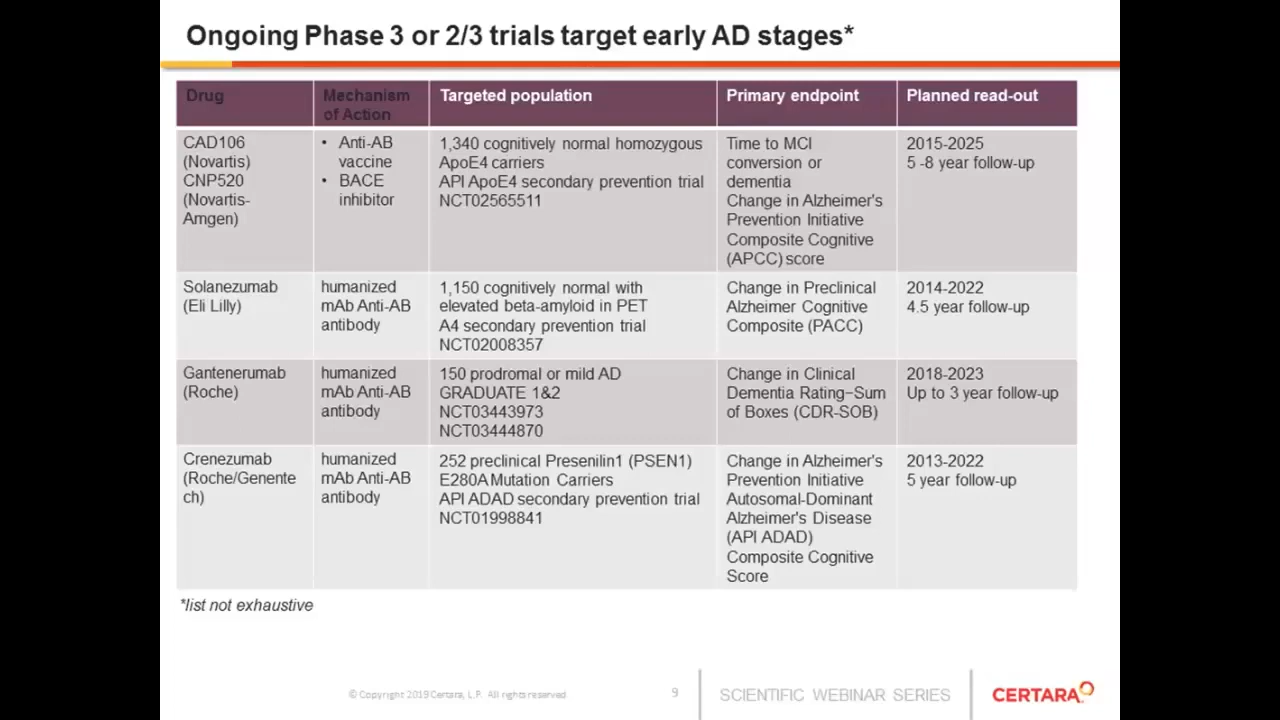 Ongoing Phase 3 or 2/3 trials target early AD stages*
Drug
Mechanism
of Action
Targeted population
Primary endpoint
Planned read-out
CAD106
(Novartis)
CNP520
(Novartis-
Amgen)
• Anti-AB
vaccine
• BACE
inhibitor
1,340 cognitively normal homozygous
ApoE4 carriers
API ApoE4 secondary prevention trial
NCT02565511
Time to MCI
conversion or
dementia
Change in Alzheimer's
Prevention Initiative
Composite Cognitive
(APCC) score
2015-2025
5 -8 year follow-up
Solanezumab
(Eli Lilly)
humanized
mAb Anti-AB
antibody
1,150 cognitively normal with
elevated beta-amyloid in PET
A4 secondary prevention trial
NCT02008357
Change in Preclinical
Alzheimer Cognitive
Composite (PACC)
2014-2022
4.5 year follow-up
Gantenerumab
(Roche)
humanized
mAb Anti-AB
antibody
150 prodromal or mild AD
GRADUATE 1&2
NCT03443973
NCT03444870
Change in Clinical
Dementia Rating−Sum
of Boxes (CDR-SOB)
2018-2023
Up to 3 year follow-up
Crenezumab
(Roche/Genente
ch)
humanized
mAb Anti-AB
antibody
252 preclinical Presenilin1 (PSEN1)
E280A Mutation Carriers
API ADAD secondary prevention trial
NCT01998841
Change in Alzheimer's
Prevention Initiative
Autosomal-Dominant
Alzheimer's Disease
(API ADAD)
Composite Cognitive
Score
2013-2022
5 year follow-up
*list not exhaustive
© Copyright 2019 Certara, L.P. All rights reserved
9
SCIENTIFIC WEBINAR SERIES
CERTARA